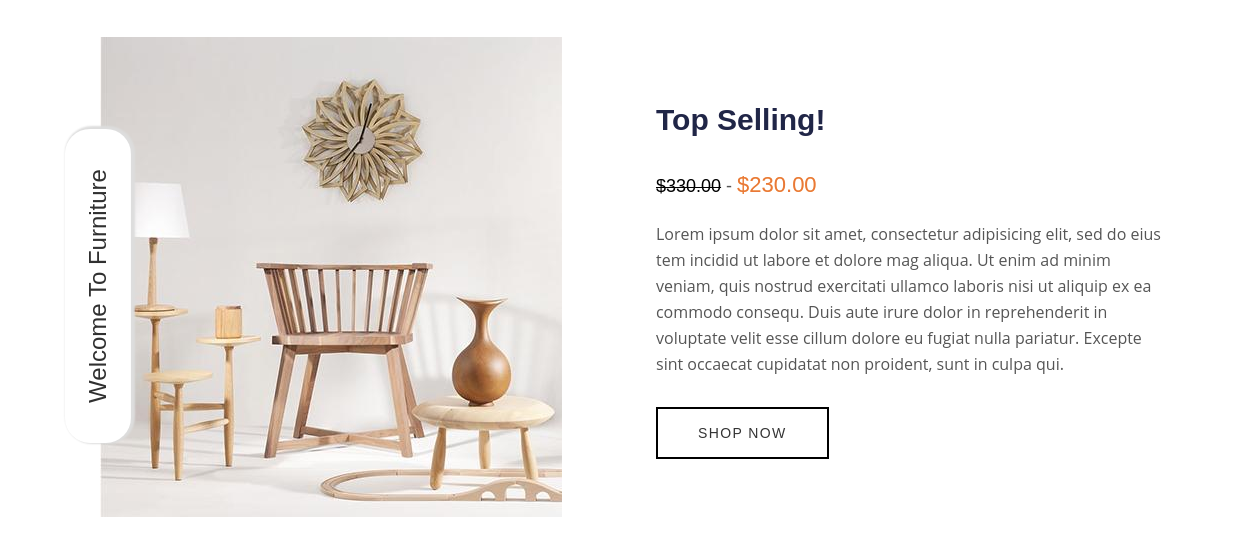 Welcome To Furniture
Top Selling!
$330.00 - $230.00
Lorem ipsum dolor sit amet, consectetur adipisicing elit, sed do eius
tem incidid ut labore et dolore mag aliqua. Ut enim ad minim
veniam, quis nostrud exercitati ullamco laboris nisi ut aliquip ex ea
commodo consequ. Duis aute irure dolor in reprehenderit in
voluptate velit esse cillum dolore eu fugiat nulla pariatur. Excepte
sint occaecat cupidatat non proident, sunt in culpa qui.
SHOP NOW